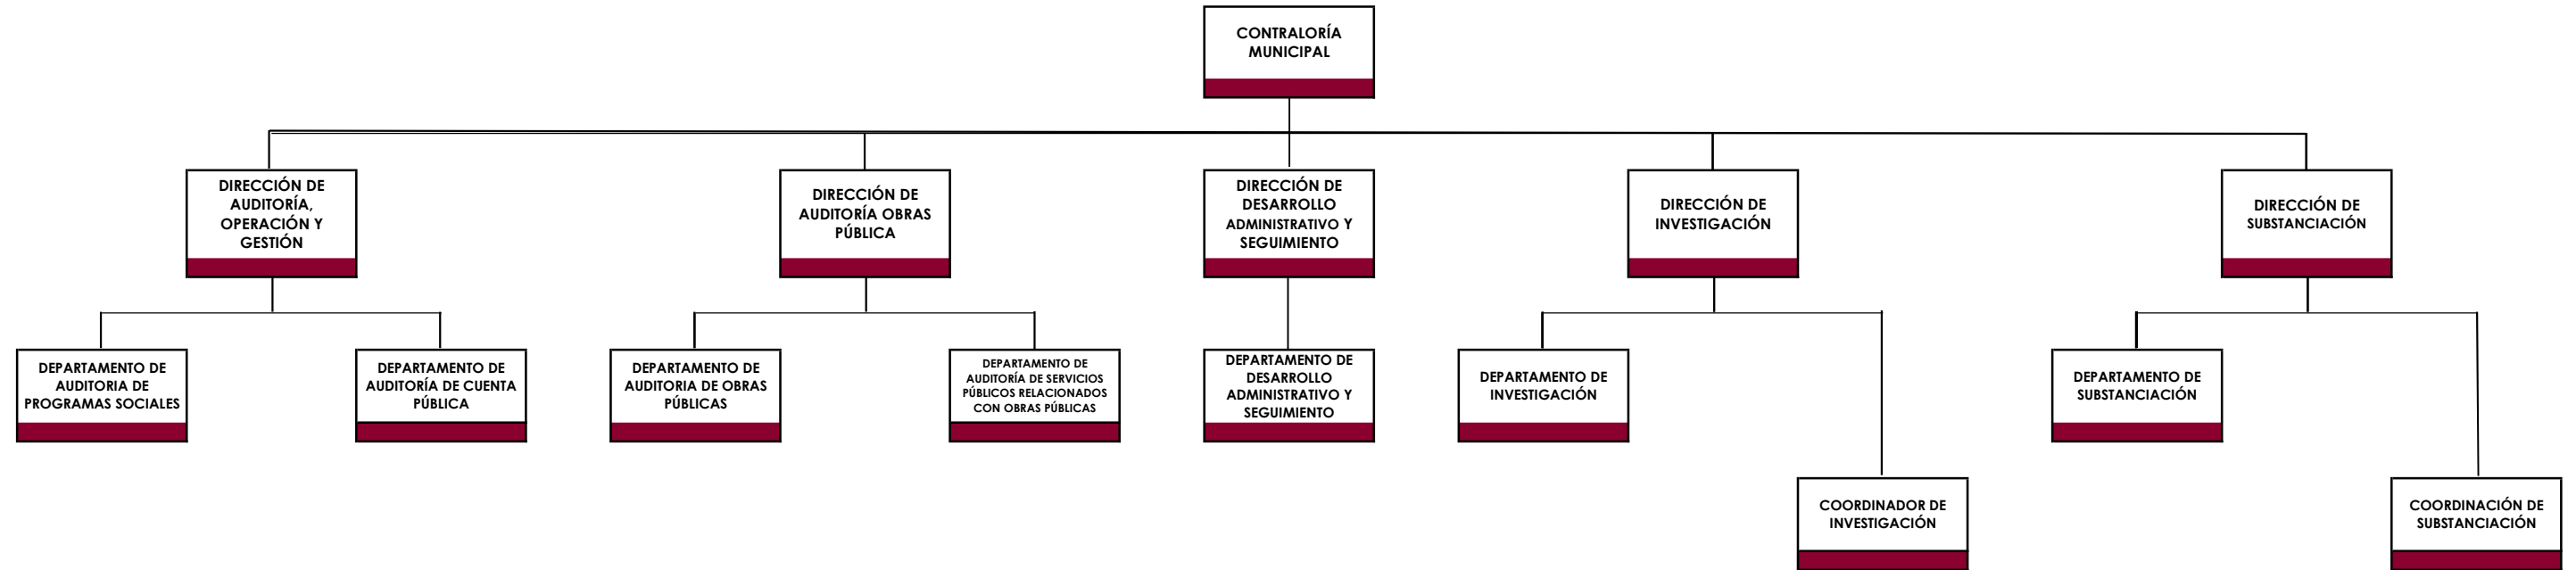 CONTRALORÍA
MUNICIPAL
DIRECCIÓN DE
AUDITORÍA,
OPERACIÓN Y
GESTIÓN
DIRECCIÓN DE
AUDITORÍA OBRAS
PÚBLICA
DIRECCIÓN DE
DESARROLLO
ADMINISTRATIVO Y
SEGUIMIENTO
DIRECCIÓN DE
INVESTIGACIÓN
DIRECCIÓN DE
SUBSTANCIACIÓN
DEPARTAMENTO DE
AUDITORIA DE
PROGRAMAS SOCIALES
DEPARTAMENTO DE
AUDITORÍA DE CUENTA
PÚBLICA
DEPARTAMENTO DE
AUDITORIA DE OBRAS
PÚBLICAS
DEPARTAMENTO DE
AUDITORÍA DE SERVICIOS
PÚBLICOS RELACIONADOS
CON OBRAS PÚBLICAS
DEPARTAMENTO DE
DESARROLLO
ADMINISTRATIVO Y
SEGUIMIENTO
DEPARTAMENTO DE
INVESTIGACIÓN
DEPARTAMENTO DE
SUBSTANCIACIÓN
COORDINADOR DE
INVESTIGACIÓN
COORDINACIÓN DE
SUBSTANCIACIÓN